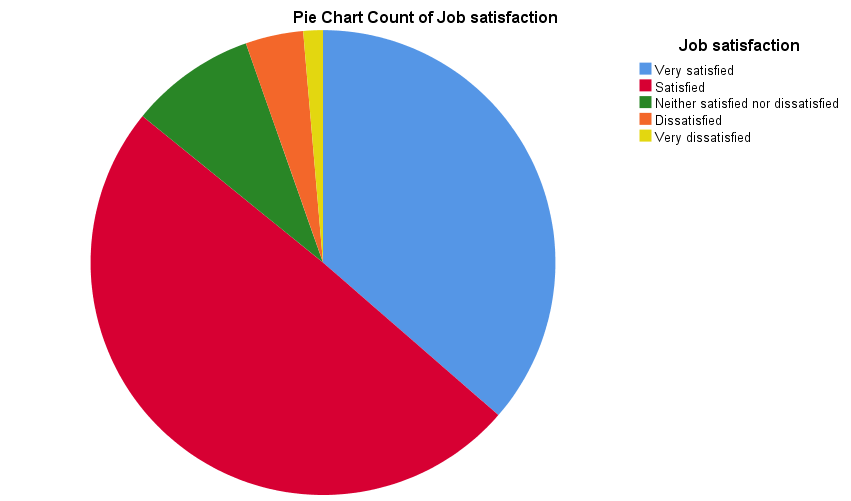 Pie Chart Count of Job satisfaction
Job satisfaction
Very satisfied
Satisfied
Neither satisfied nor dissatisfied
Dissatisfied
Very dissatisfied